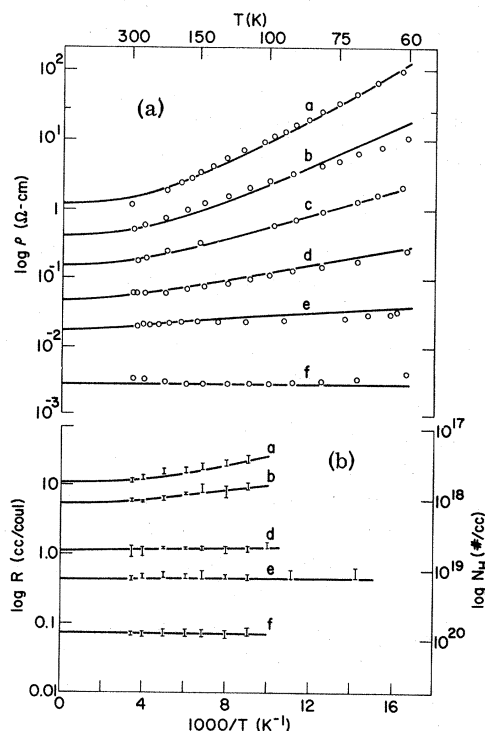 T(K)
300 150 100 75 60
(a)
10²
10¹
1
10⁻¹
10⁻²
10⁻³
log ρ (Ω-cm)
a
b
c
d
e
f
(b)
10
1.0
0.1
0.01
log R (cc/coul)
a
b
d
e
f
10¹⁷
10¹⁸
10¹⁹
10²⁰
log N_H (#/cc)
0 4 8 12 16
1000/T (K⁻¹)